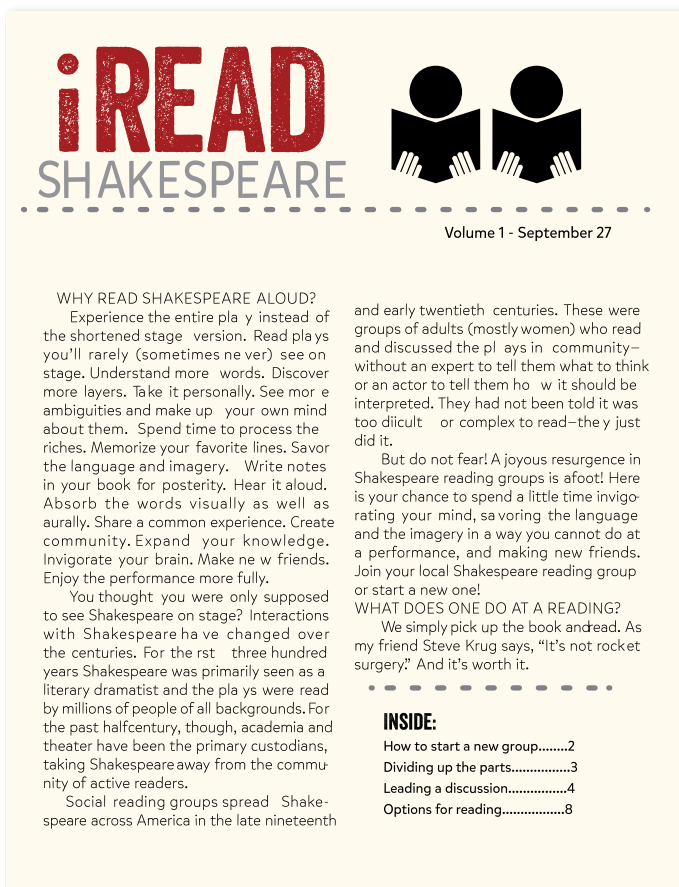 iREAD
SHAKESPEARE
Volume 1 - September 27
WHY READ SHAKESPEARE ALOUD?
Experience the entire pla y instead of
the shortened stage version. Read pla ys
you'll rarely (sometimes ne ver) see on
stage. Understand more words. Discover
more layers. Take it personally. See mor e
ambiguities and make up your own mind
about them. Spend time to process the
riches. Memorize your favorite lines. Savor
the language and imagery. Write notes
in your book for posterity. Hear it aloud.
Absorb the words visually as well as
aurally. Share a common experience. Create
community. Expand your knowledge.
Invigorate your brain. Make ne w friends.
Enjoy the performance more fully.
You thought you were only supposed
to see Shakespeare on stage? Interactions
with Shakespeare ha ve changed over
the centuries. For the rst three hundred
years Shakespeare was primarily seen as a
literary dramatist and the pla ys were read
by millions of people of all backgrounds. For
the past halfcentury, though, academia and
theater have been the primary custodians,
taking Shakespeare away from the commu-
nity of active readers.
Social reading groups spread Shake-
speare across America in the late nineteenth
and early twentieth centuries. These were
groups of adults (mostly women) who read
and discussed the pl ays in community—
without an expert to tell them what to think
or an actor to tell them ho w it should be
interpreted. They had not been told it was
too diicult or complex to read—the y just
did it.
But do not fear! A joyous resurgence in
Shakespeare reading groups is afoot! Here
is your chance to spend a little time invigo-
rating your mind, sa voring the language
and the imagery in a way you cannot do at
a performance, and making new friends.
Join your local Shakespeare reading group
or start a new one!
WHAT DOES ONE DO AT A READING?
We simply pick up the book and read. As
my friend Steve Krug says, "It's not rocket
surgery." And it's worth it.
INSIDE:
How to start a new group........2
Dividing up the parts................3
Leading a discussion................4
Options for reading.................8